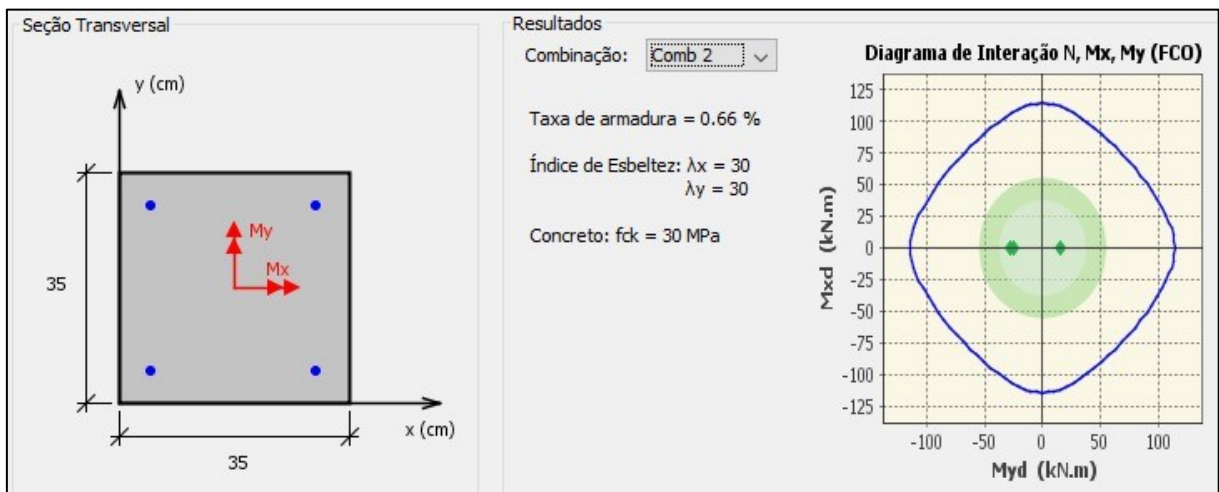 Seção Transversal
y (cm)
My
Mx
35
x (cm)
35
Resultados
Combinação: Comb 2
Taxa de armadura = 0.66 %
Índice de Esbeltez: λx = 30
λy = 30
Concreto: fck = 30 MPa
Diagrama de Interação N, Mx, My (FCO)
Mxd (kN.m)
125
100
75
50
25
0
-25
-50
-75
-100
-125
-100 -50 0 50 100
Myd (kN.m)